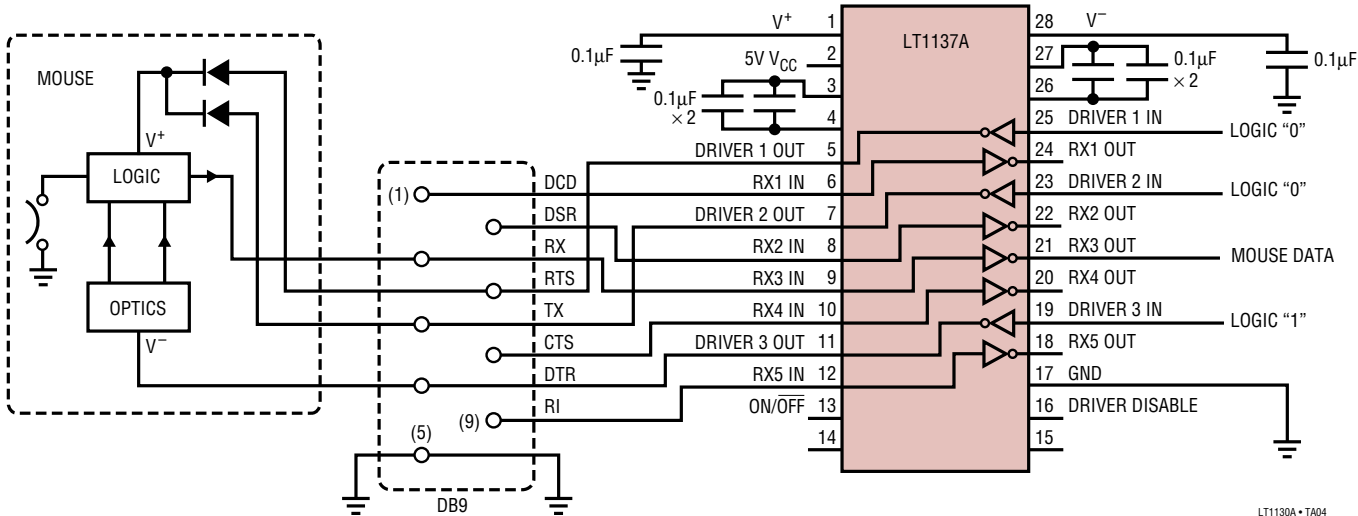 MOUSE
V+
LOGIC
OPTICS
V−
(1)
DCD
DSR
RX
RTS
TX
CTS
DTR
RI
(9)
(5)
DB9
0.1µF
V+ 1
5V VCC 2
0.1µF
× 2
3
4
DRIVER 1 OUT 5
RX1 IN 6
DRIVER 2 OUT 7
RX2 IN 8
RX3 IN 9
RX4 IN 10
DRIVER 3 OUT 11
RX5 IN 12
ON/OFF 13
14
LT1137A
28 V−
0.1µF
27
0.1µF
× 2
26
25 DRIVER 1 IN LOGIC “0”
24 RX1 OUT
23 DRIVER 2 IN LOGIC “0”
22 RX2 OUT
21 RX3 OUT MOUSE DATA
20 RX4 OUT
19 DRIVER 3 IN LOGIC “1”
18 RX5 OUT
17 GND
16 DRIVER DISABLE
15
LT1130A • TA04